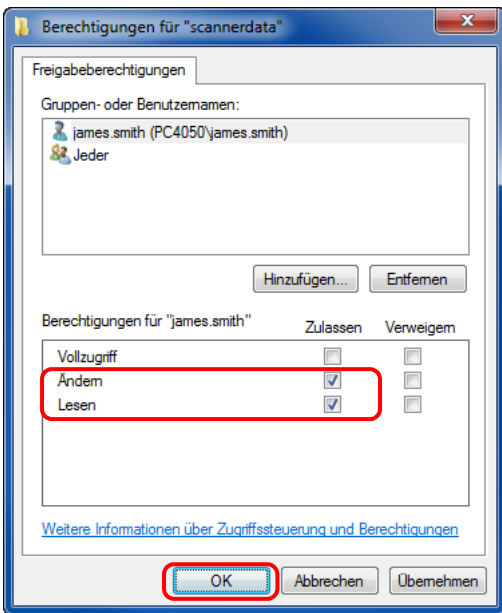 Berechtigungen für "scannerdata"
Freigabeberechtigungen
Gruppen- oder Benutzernamen:
james.smith (PC4050\james.smith)
Jeder
Hinzufügen... Entfernen
Berechtigungen für "james.smith" Zulassen Verweigern
Vollzugriff
Ändern
Lesen
Weitere Informationen über Zugriffssteuerung und Berechtigungen
OK Abbrechen Übernehmen